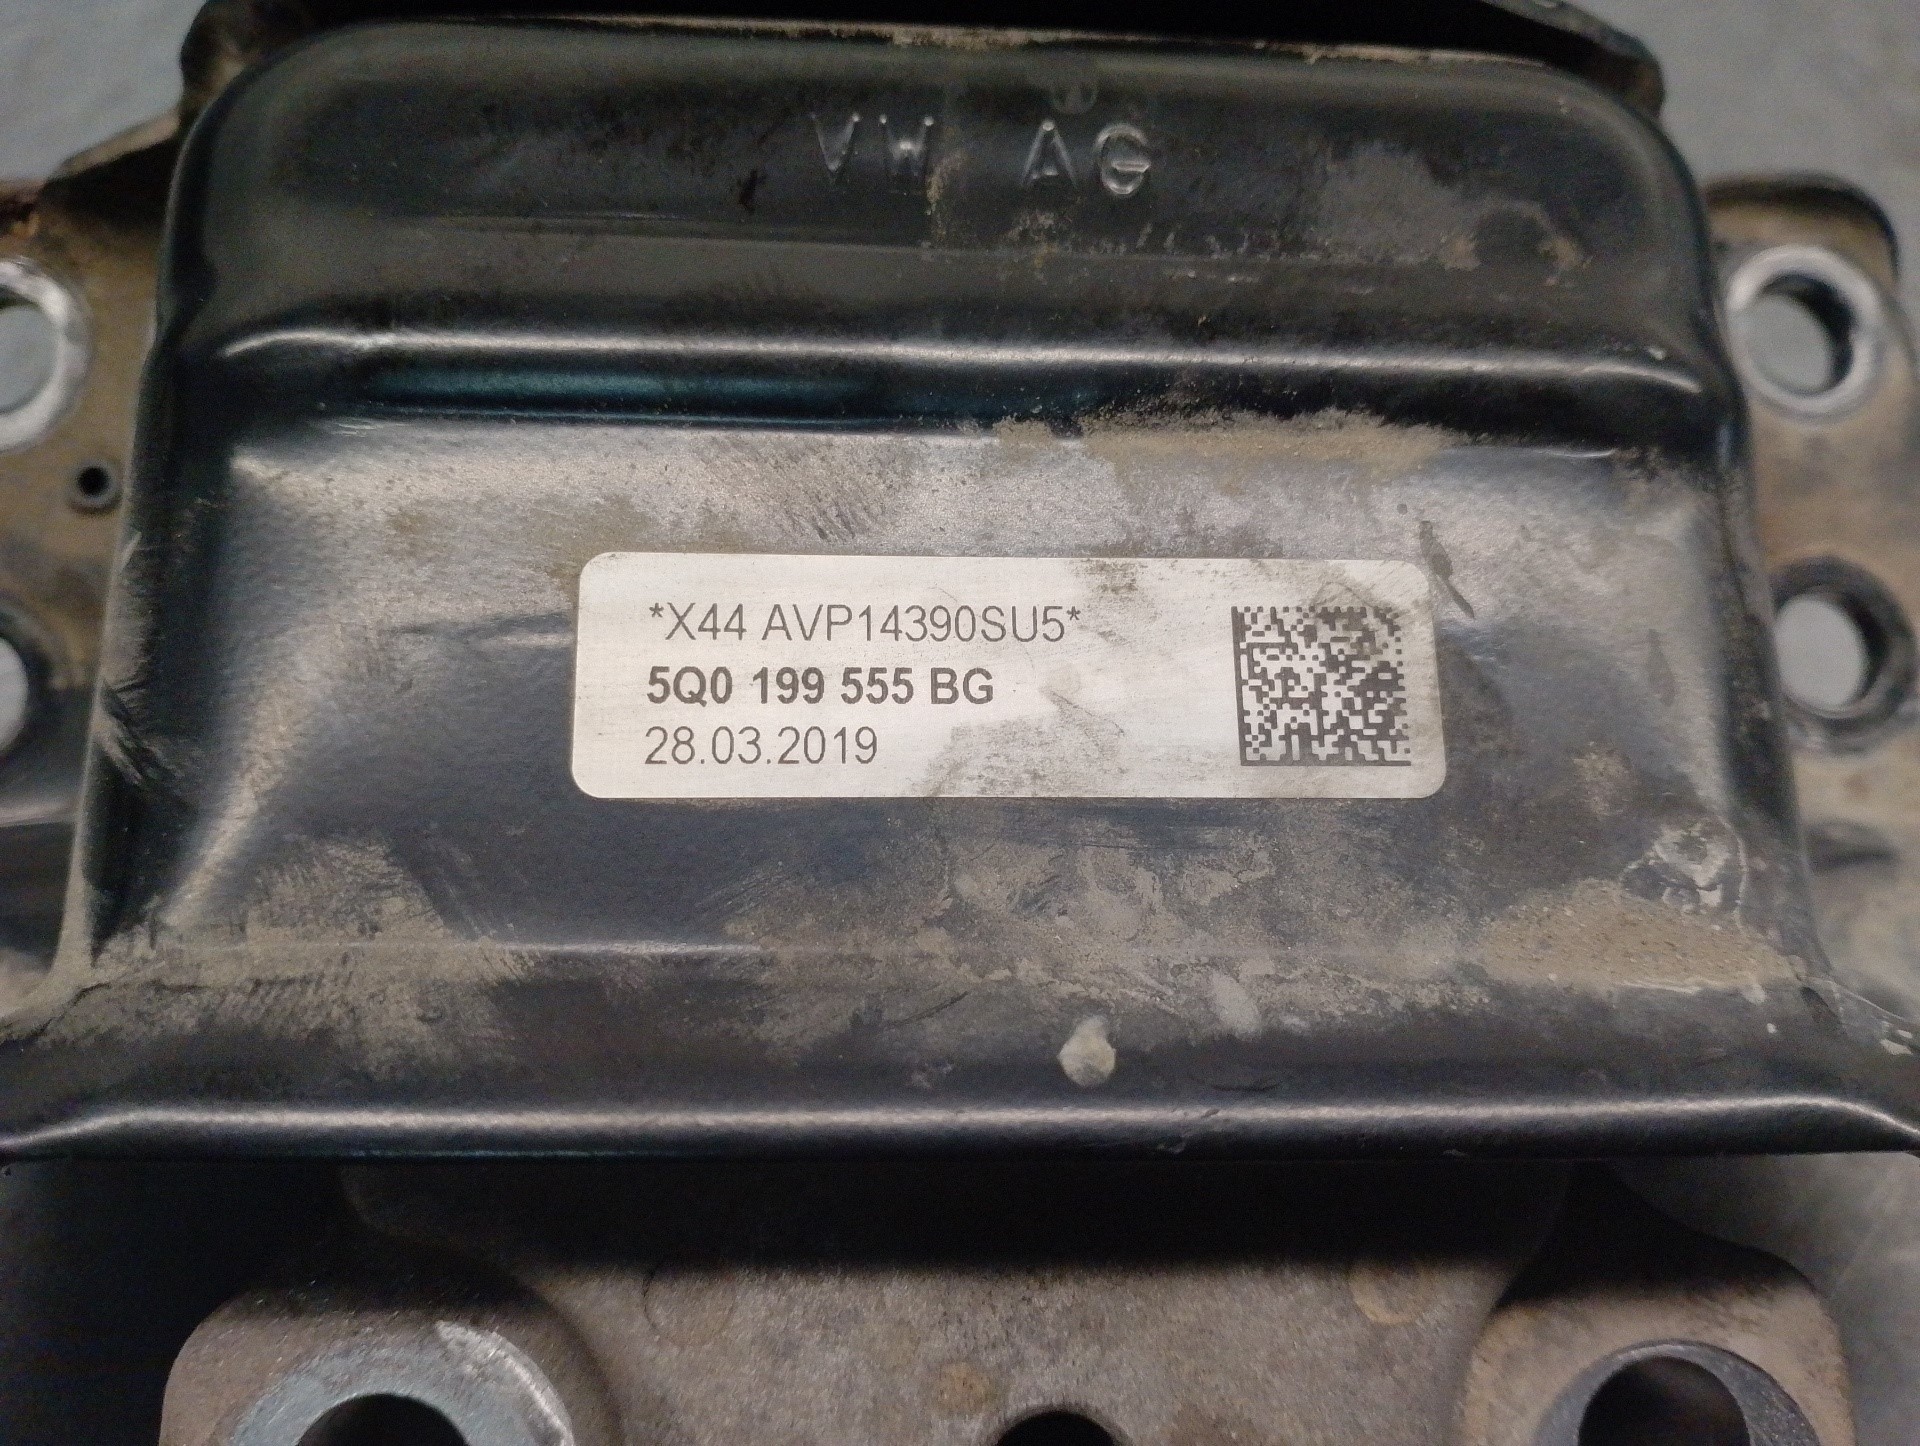 VW AG
*X44 AVP14390SU5*
5Q0 199 555 BG
28.03.2019